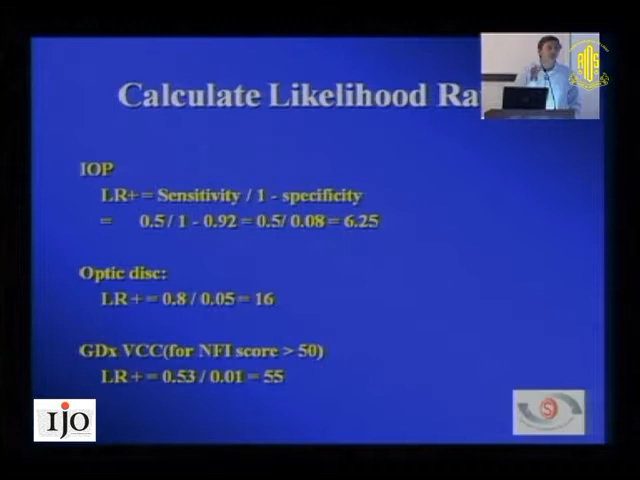 Calculate Likelihood Ra
IOP
LR+ = Sensitivity / 1 - specificity
= 0.5 / 1 - 0.92 = 0.5/ 0.08 = 6.25
Optic disc:
LR + = 0.8 / 0.05 = 16
GDx VCC(for NFI score > 50)
LR + = 0.53 / 0.01 = 55
IJO
S
AIOS